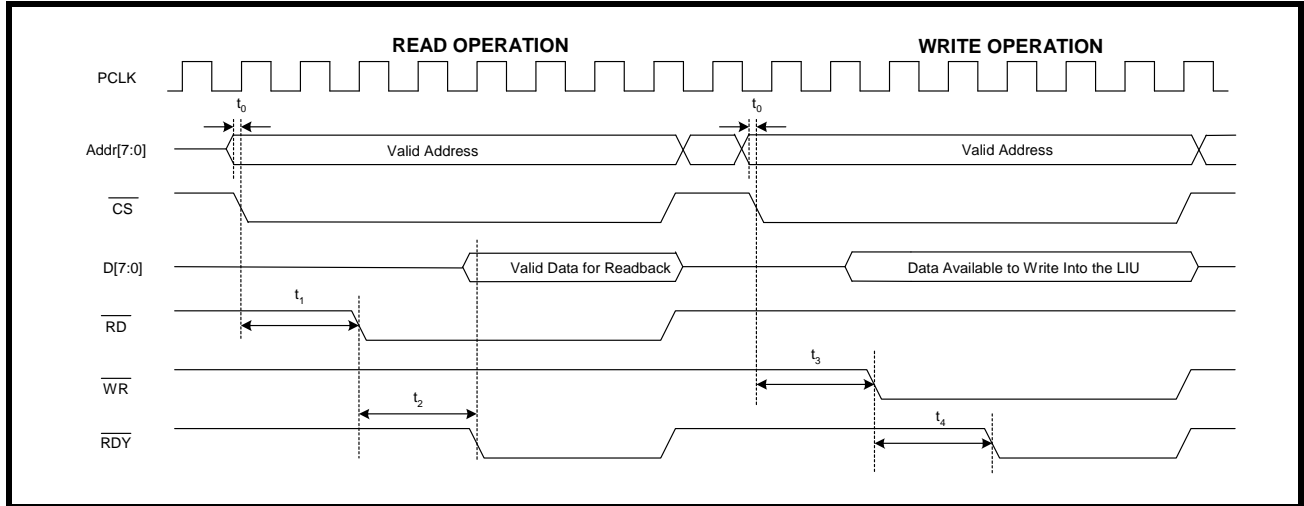 READ OPERATION WRITE OPERATION
PCLK
t0 t0
Addr[7:0] Valid Address Valid Address
CS
D[7:0] Valid Data for Readback Data Available to Write Into the LIU
t1
RD
t3
WR
t2 t4
RDY